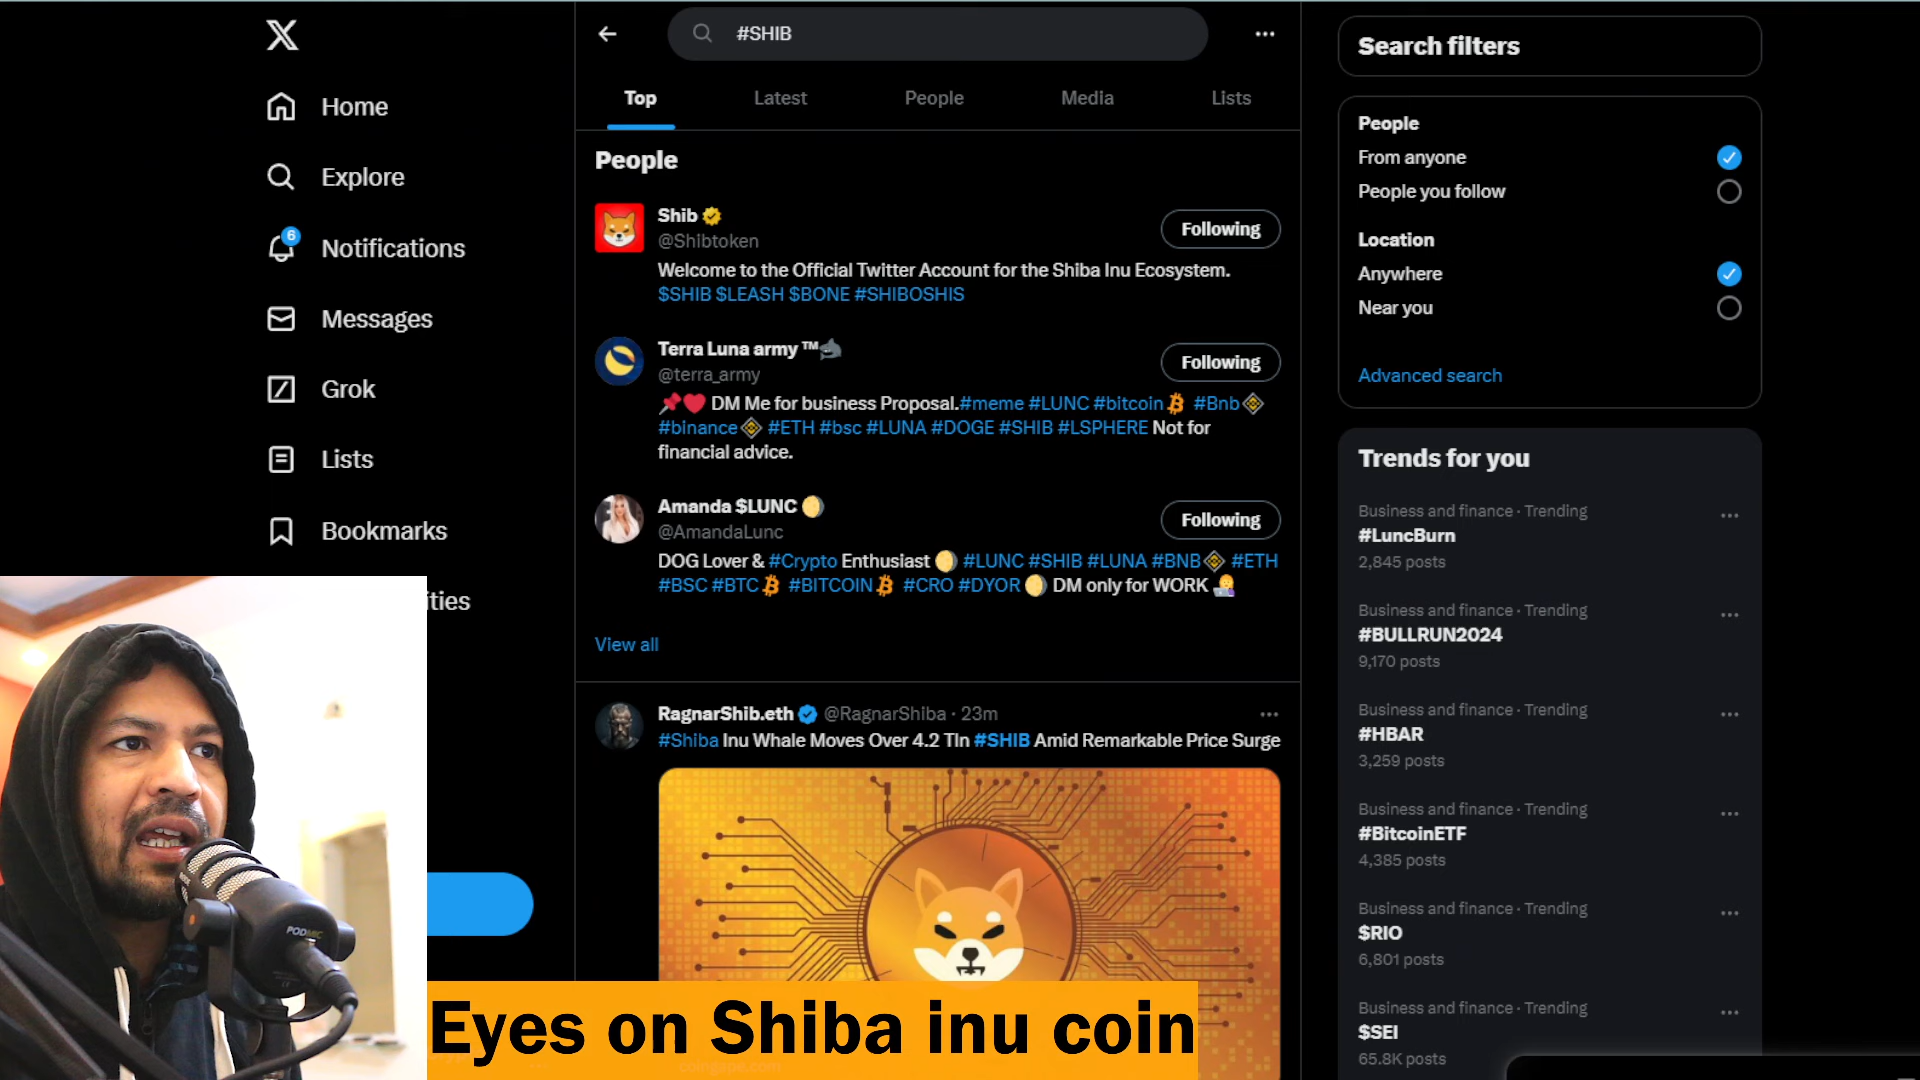 #SHIB
Top
Latest
People
Media
Lists
Home
Explore
6
Notifications
Messages
Grok
Lists
Bookmarks
ities
People
Shib
@Shibtoken
Following
Welcome to the Official Twitter Account for the Shiba Inu Ecosystem.
$SHIB $LEASH $BONE #SHIBOSHIS
Terra Luna army ™
@terra_army
Following
📌❤️ DM Me for business Proposal.#meme #LUNC #bitcoin #Bnb
#binance #ETH #bsc #LUNA #DOGE #SHIB #LSPHERE Not for
financial advice.
Amanda $LUNC
@AmandaLunc
Following
DOG Lover & #Crypto Enthusiast #LUNC #SHIB #LUNA #BNB #ETH
#BSC #BTC #BITCOIN #CRO #DYOR DM only for WORK
View all
RagnarShib.eth @RagnarShiba · 23m
#Shiba Inu Whale Moves Over 4.2 Tln #SHIB Amid Remarkable Price Surge
Search filters
People
From anyone
People you follow
Location
Anywhere
Near you
Advanced search
Trends for you
Business and finance · Trending
#LuncBurn
2,845 posts
Business and finance · Trending
#BULLRUN2024
9,170 posts
Business and finance · Trending
#HBAR
3,259 posts
Business and finance · Trending
#BitcoinETF
4,385 posts
Business and finance · Trending
$RIO
6,801 posts
Business and finance · Trending
$SEI
65.8K posts
PODMIC
Eyes on Shiba inu coin